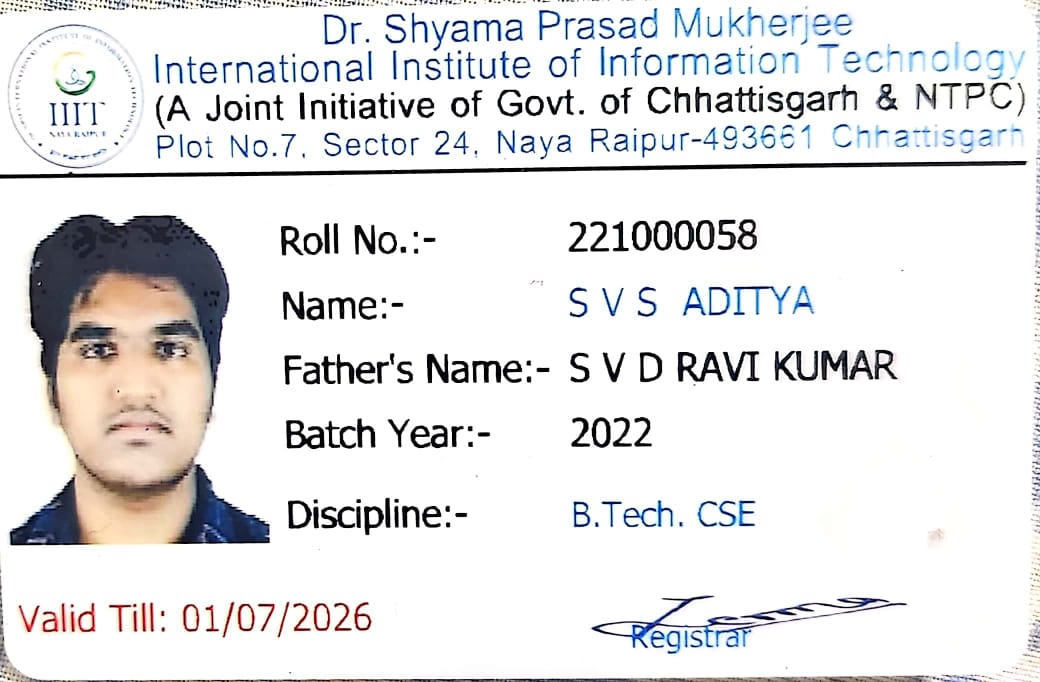 Dr. Shyama Prasad Mukherjee
International Institute of Information Technology
(A Joint Initiative of Govt. of Chhattisgarh & NTPC)
Plot No.7, Sector 24, Naya Raipur-493661 Chhattisgarh
IIIT
NAYA RAIPUR
Roll No.:- 221000058
Name:- S V S ADITYA
Father's Name:- S V D RAVI KUMAR
Batch Year:- 2022
Discipline:- B.Tech. CSE
Valid Till: 01/07/2026
Registrar